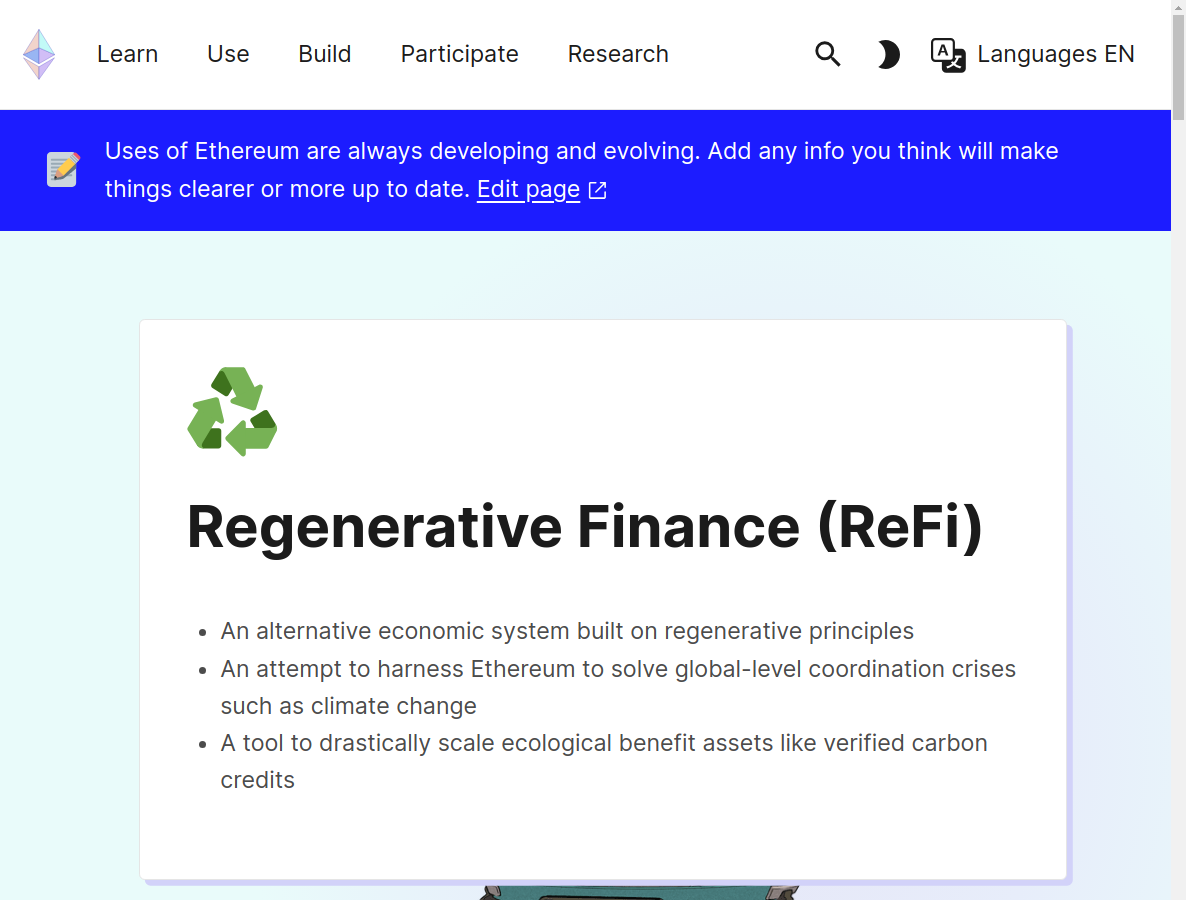 Learn
Use
Build
Participate
Research
Languages EN
Uses of Ethereum are always developing and evolving. Add any info you think will make
things clearer or more up to date. Edit page
Regenerative Finance (ReFi)
• An alternative economic system built on regenerative principles
• An attempt to harness Ethereum to solve global-level coordination crises
such as climate change
• A tool to drastically scale ecological benefit assets like verified carbon
credits